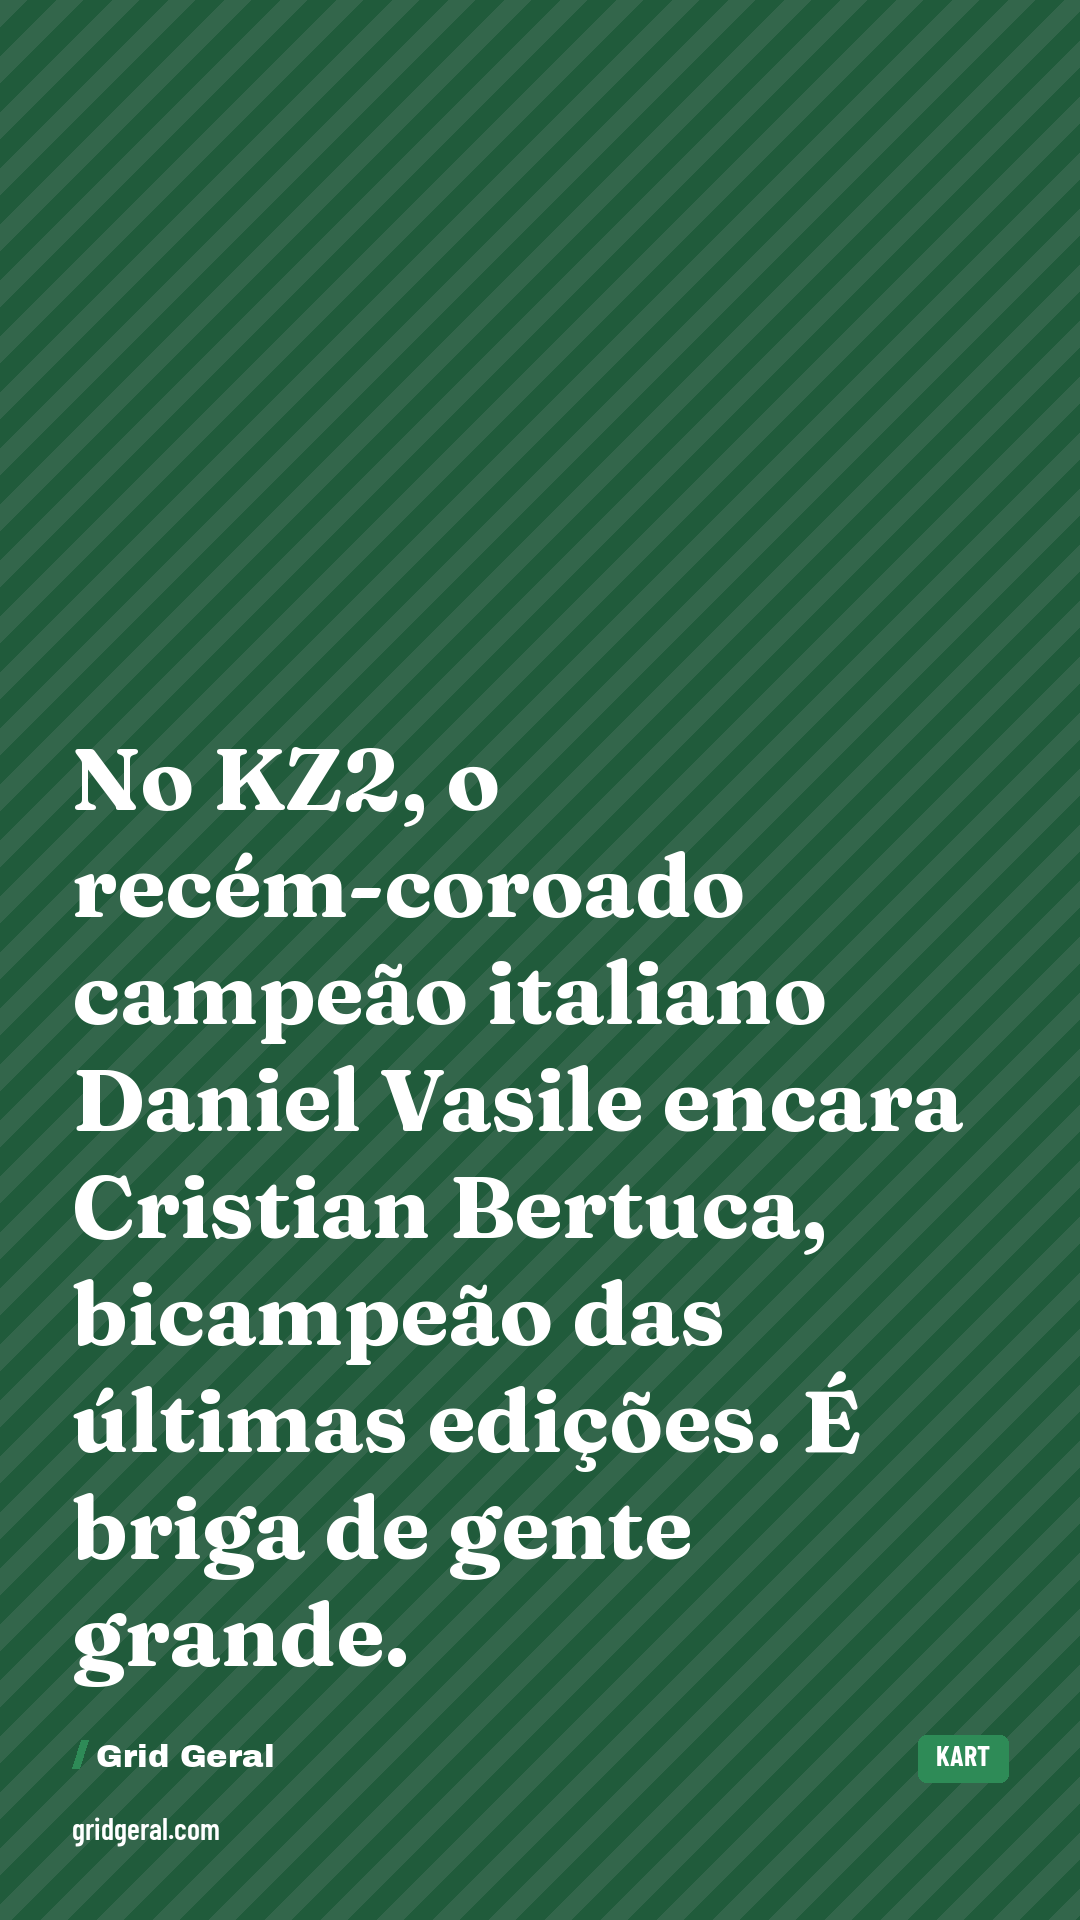 No KZ2, o
recém-coroado
campeão italiano
Daniel Vasile encara
Cristian Bertuca,
bicampeão das
últimas edições. É
briga de gente
grande.
/ Grid Geral
KART
gridgeral.com